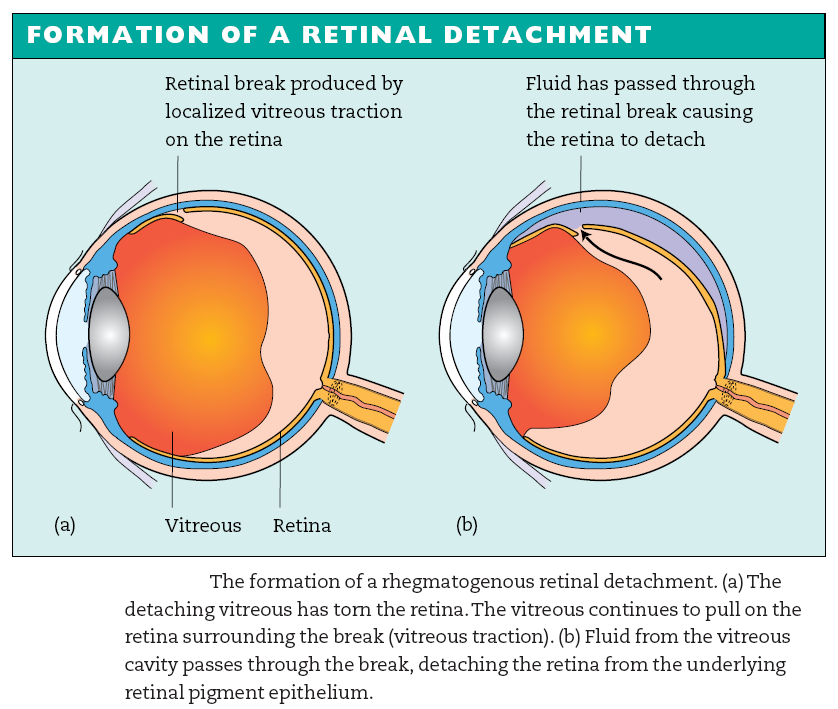 FORMATION OF A RETINAL DETACHMENT
Retinal break produced by
localized vitreous traction
on the retina
Fluid has passed through
the retinal break causing
the retina to detach
(a)
Vitreous
Retina
(b)
The formation of a rhegmatogenous retinal detachment. (a) The
detaching vitreous has torn the retina. The vitreous continues to pull on the
retina surrounding the break (vitreous traction). (b) Fluid from the vitreous
cavity passes through the break, detaching the retina from the underlying
retinal pigment epithelium.